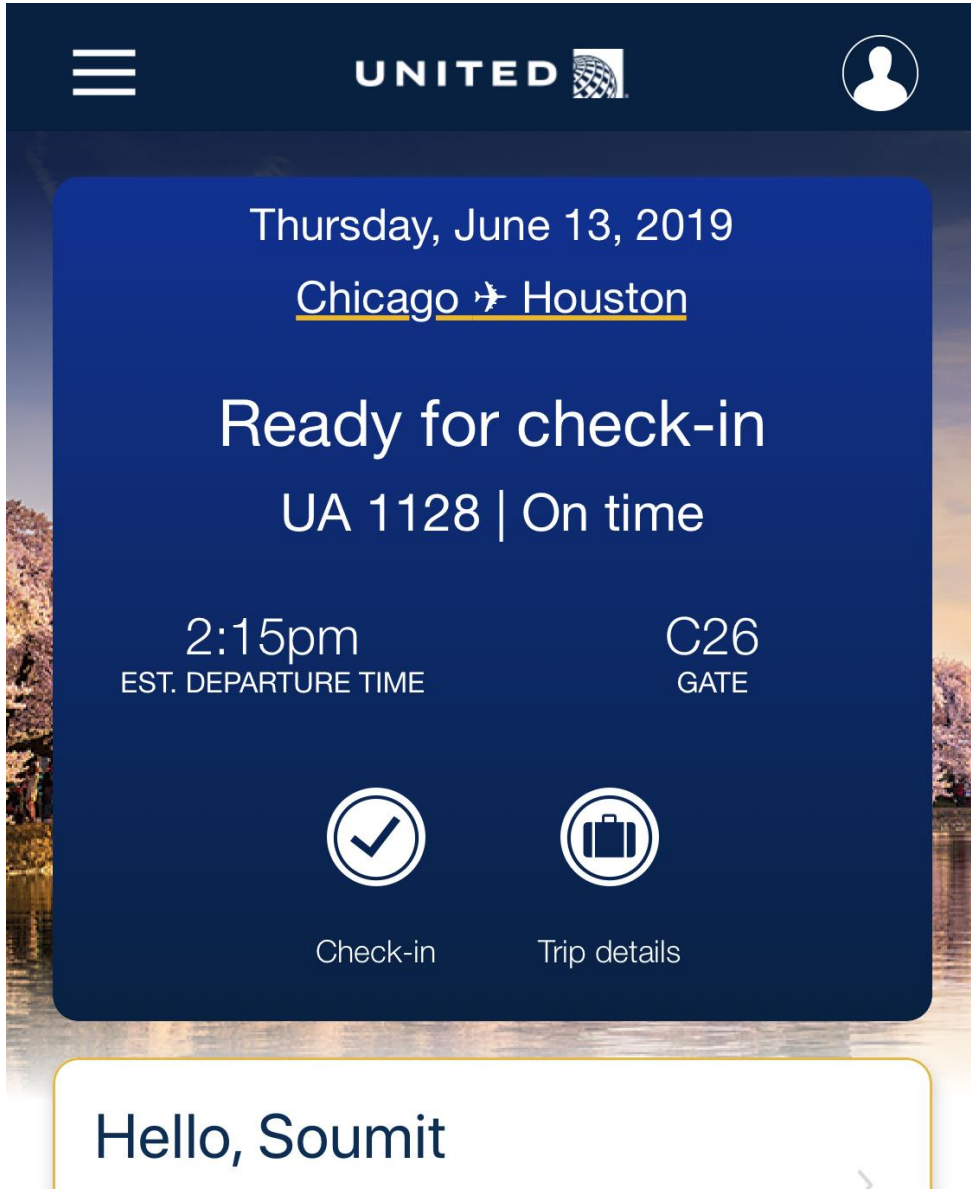 UNITED
Thursday, June 13, 2019
Chicago ✈ Houston
Ready for check-in
UA 1128 | On time
2:15pm C26
EST. DEPARTURE TIME GATE
Check-in Trip details
Hello, Soumit